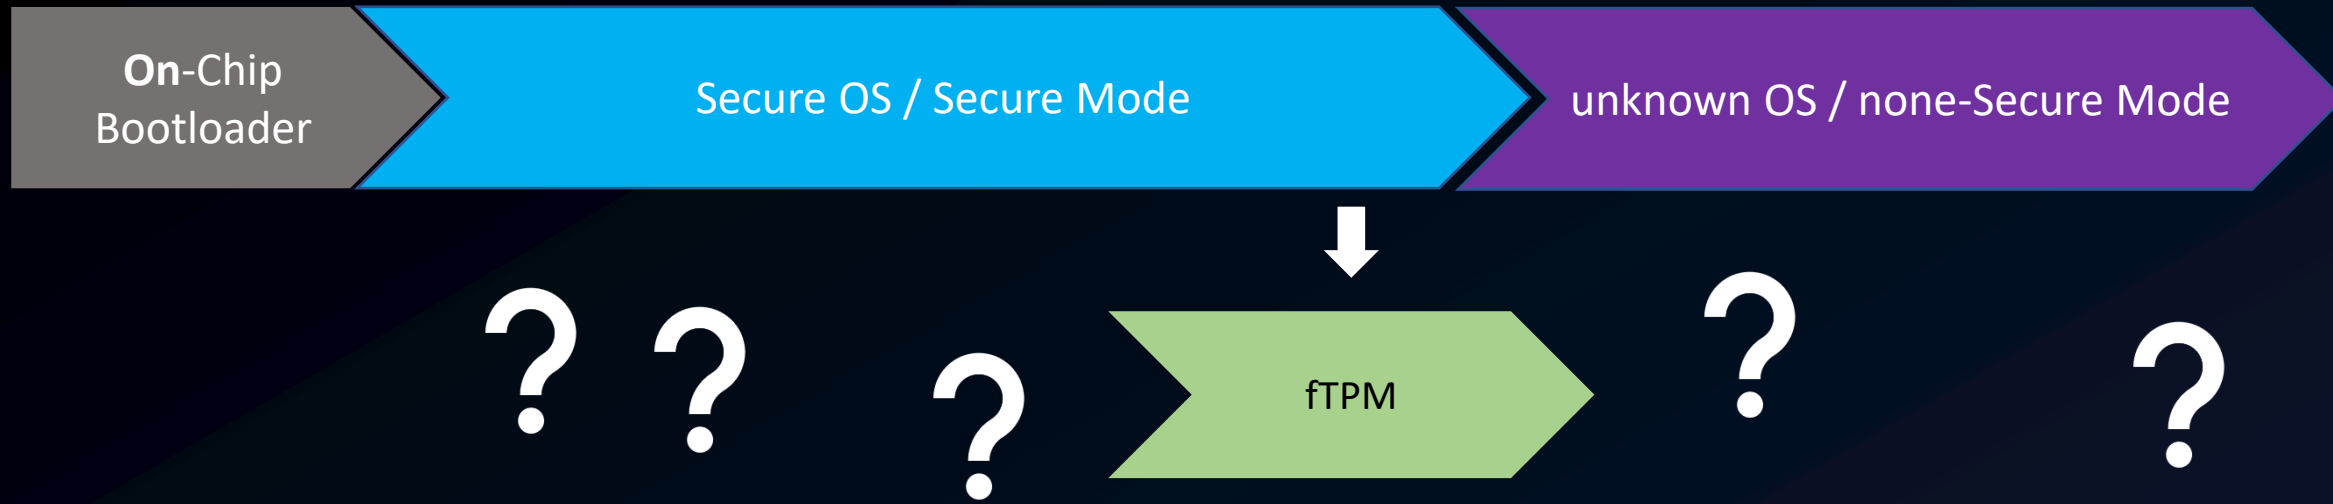 On-Chip
Bootloader
Secure OS / Secure Mode
unknown OS / none-Secure Mode
? ? ? ? ?
fTPM